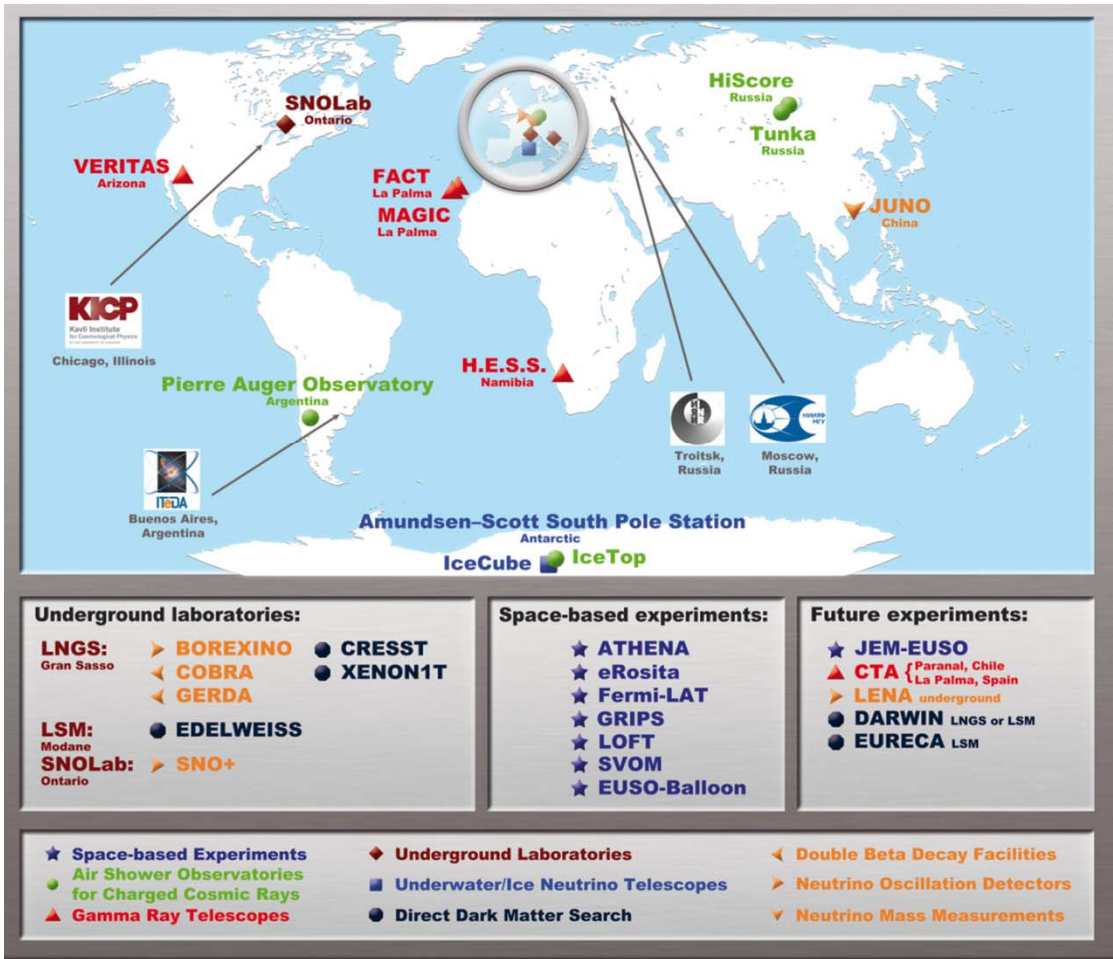 HiScore
Russia
SNOLab
Ontario
Tunka
Russia
VERITAS
Arizona
FACT
La Palma
MAGIC
La Palma
JUNO
China
KICP
Kavli Institute
for Cosmological Physics
Chicago, Illinois
H.E.S.S.
Namibia
Pierre Auger Observatory
Argentina
Troitsk,
Russia
НИИЯФ
МГУ
Moscow,
Russia
ITeDA
Buenos Aires,
Argentina
Amundsen–Scott South Pole Station
Antarctic
IceCube
IceTop
Underground laboratories:
LNGS:
Gran Sasso
BOREXINO
COBRA
GERDA
CRESST
XENON1T
LSM:
Modane
EDELWEISS
SNOLab:
Ontario
SNO+
Space-based experiments:
ATHENA
eRosita
Fermi-LAT
GRIPS
LOFT
SVOM
EUSO-Balloon
Future experiments:
JEM-EUSO
CTA { Paranal, Chile
La Palma, Spain
LENA underground
DARWIN LNGS or LSM
EURECA LSM
Space-based Experiments
Air Shower Observatories
for Charged Cosmic Rays
Gamma Ray Telescopes
Underground Laboratories
Underwater/Ice Neutrino Telescopes
Direct Dark Matter Search
Double Beta Decay Facilities
Neutrino Oscillation Detectors
Neutrino Mass Measurements